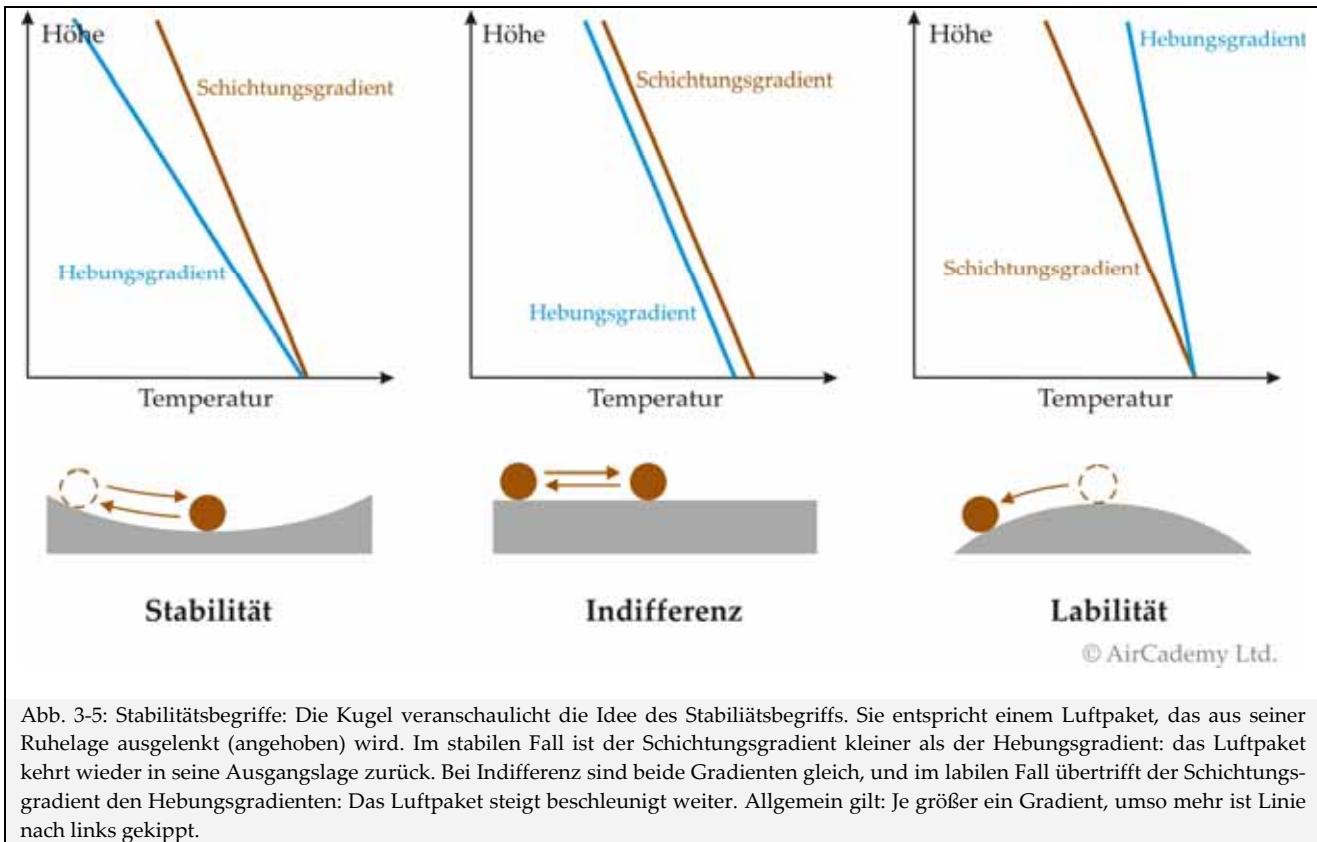 Höhe
Schichtungsgradient
Hebungsgradient
Temperatur
Höhe
Schichtungsgradient
Hebungsgradient
Temperatur
Höhe
Hebungsgradient
Schichtungsgradient
Temperatur
Stabilität
Indifferenz
Labilität
© AirCademy Ltd.
Abb. 3-5: Stabilitätsbegriffe: Die Kugel veranschaulicht die Idee des Stabiliätsbegriffs. Sie entspricht einem Luftpaket, das aus seiner
Ruhelage ausgelenkt (angehoben) wird. Im stabilen Fall ist der Schichtungsgradient kleiner als der Hebungsgradient: das Luftpaket
kehrt wieder in seine Ausgangslage zurück. Bei Indifferenz sind beide Gradienten gleich, und im labilen Fall übertrifft der Schichtungs-
gradient den Hebungsgradienten: Das Luftpaket steigt beschleunigt weiter. Allgemein gilt: Je größer ein Gradient, umso mehr ist Linie
nach links gekippt.